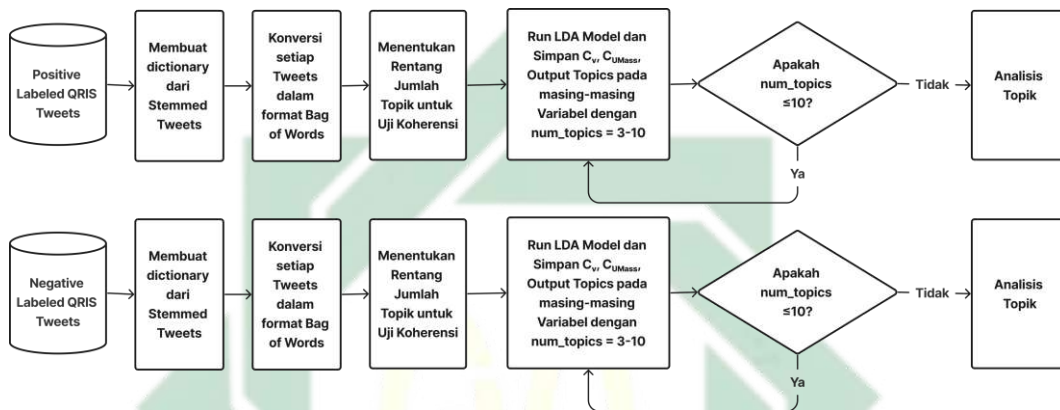 Positive
Labeled QRIS
Tweets
Membuat
dictionary
dari
Stemmed
Tweets
Konversi
setiap
Tweets
dalam
format Bag
of Words
Menentukan
Rentang
Jumlah
Topik untuk
Uji Koherensi
Run LDA Model dan
Simpan Cv, CUMass,
Output Topics pada
masing-masing
Variabel dengan
num_topics = 3-10
Apakah
num_topics
≤10?
Tidak
Ya
Analisis
Topik
Negative
Labeled QRIS
Tweets
Membuat
dictionary
dari
Stemmed
Tweets
Konversi
setiap
Tweets
dalam
format Bag
of Words
Menentukan
Rentang
Jumlah
Topik untuk
Uji Koherensi
Run LDA Model dan
Simpan Cv, CUMass,
Output Topics pada
masing-masing
Variabel dengan
num_topics = 3-10
Apakah
num_topics
≤10?
Tidak
Ya
Analisis
Topik